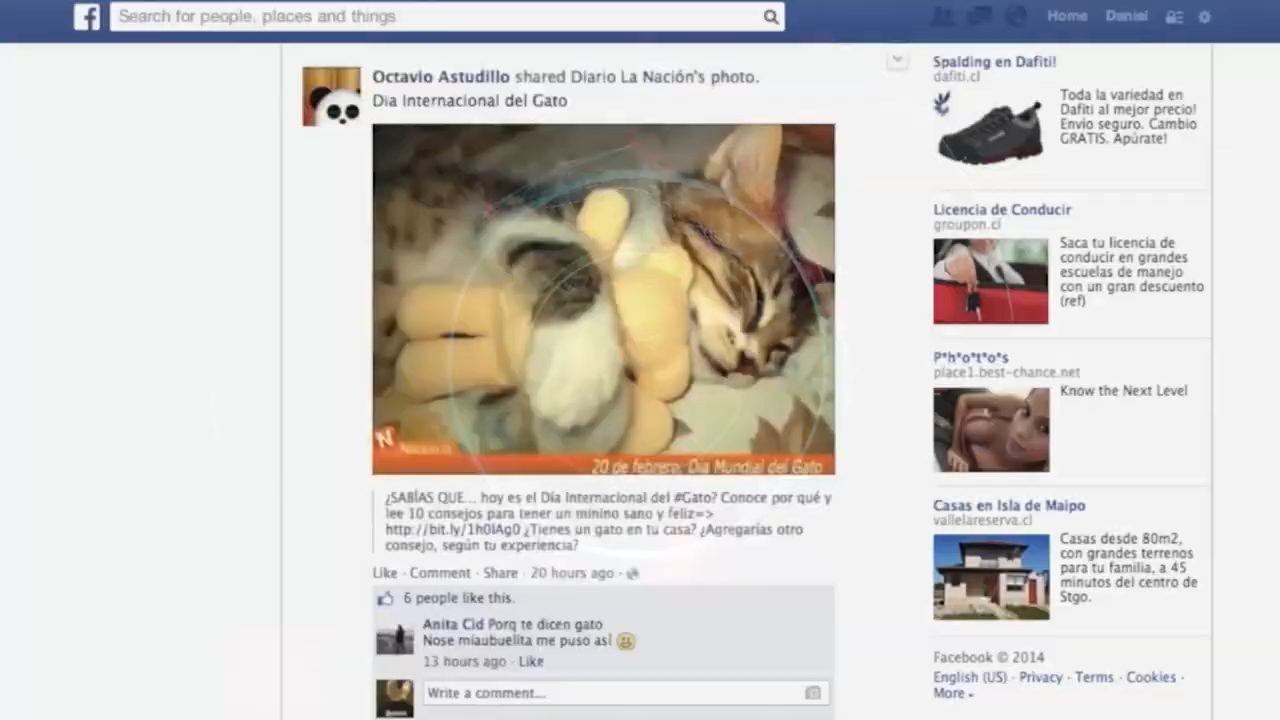 Search for people, places and things
Home Daniel
Octavio Astudillo shared Diario La Nación's photo.
Dia Internacional del Gato
20 de febrero: Dia Mundial del Gato
¿SABÍAS QUE... hoy es el Día Internacional del #Gato? Conoce por qué y
lee 10 consejos para tener un minino sano y feliz=>
http://bit.ly/1h0lAg0 ¿Tienes un gato en tu casa? ¿Agregarías otro
consejo, según tu experiencia?
Like · Comment · Share · 20 hours ago ·
6 people like this.
Anita Cid Porq te dicen gato
Nose miaubuelita me puso asi
13 hours ago · Like
Write a comment...
Spalding en Dafiti!
dafiti.cl
Toda la variedad en
Dafiti al mejor precio!
Envío seguro. Cambio
GRATIS. Apúrate!
Licencia de Conducir
groupon.cl
Saca tu licencia de
conducir en grandes
escuelas de manejo
con un gran descuento
(ref)
P*h*o*t*o*s
place1.best-chance.net
Know the Next Level
Casas en Isla de Maipo
vallelareserva.cl
Casas desde 80m2,
con grandes terrenos
para tu familia, a 45
minutos del centro de
Stgo.
Facebook © 2014
English (US) · Privacy · Terms · Cookies ·
More